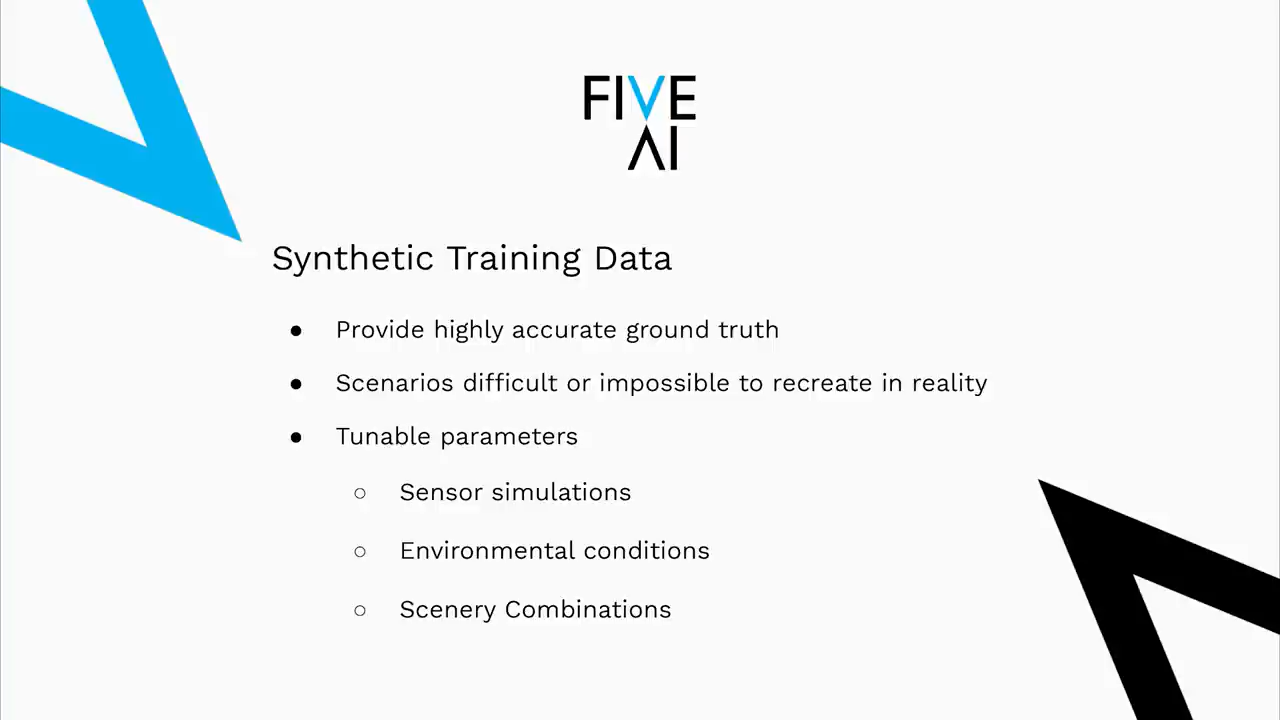 FIVE
AI
Synthetic Training Data
● Provide highly accurate ground truth
● Scenarios difficult or impossible to recreate in reality
● Tunable parameters
○ Sensor simulations
○ Environmental conditions
○ Scenery Combinations